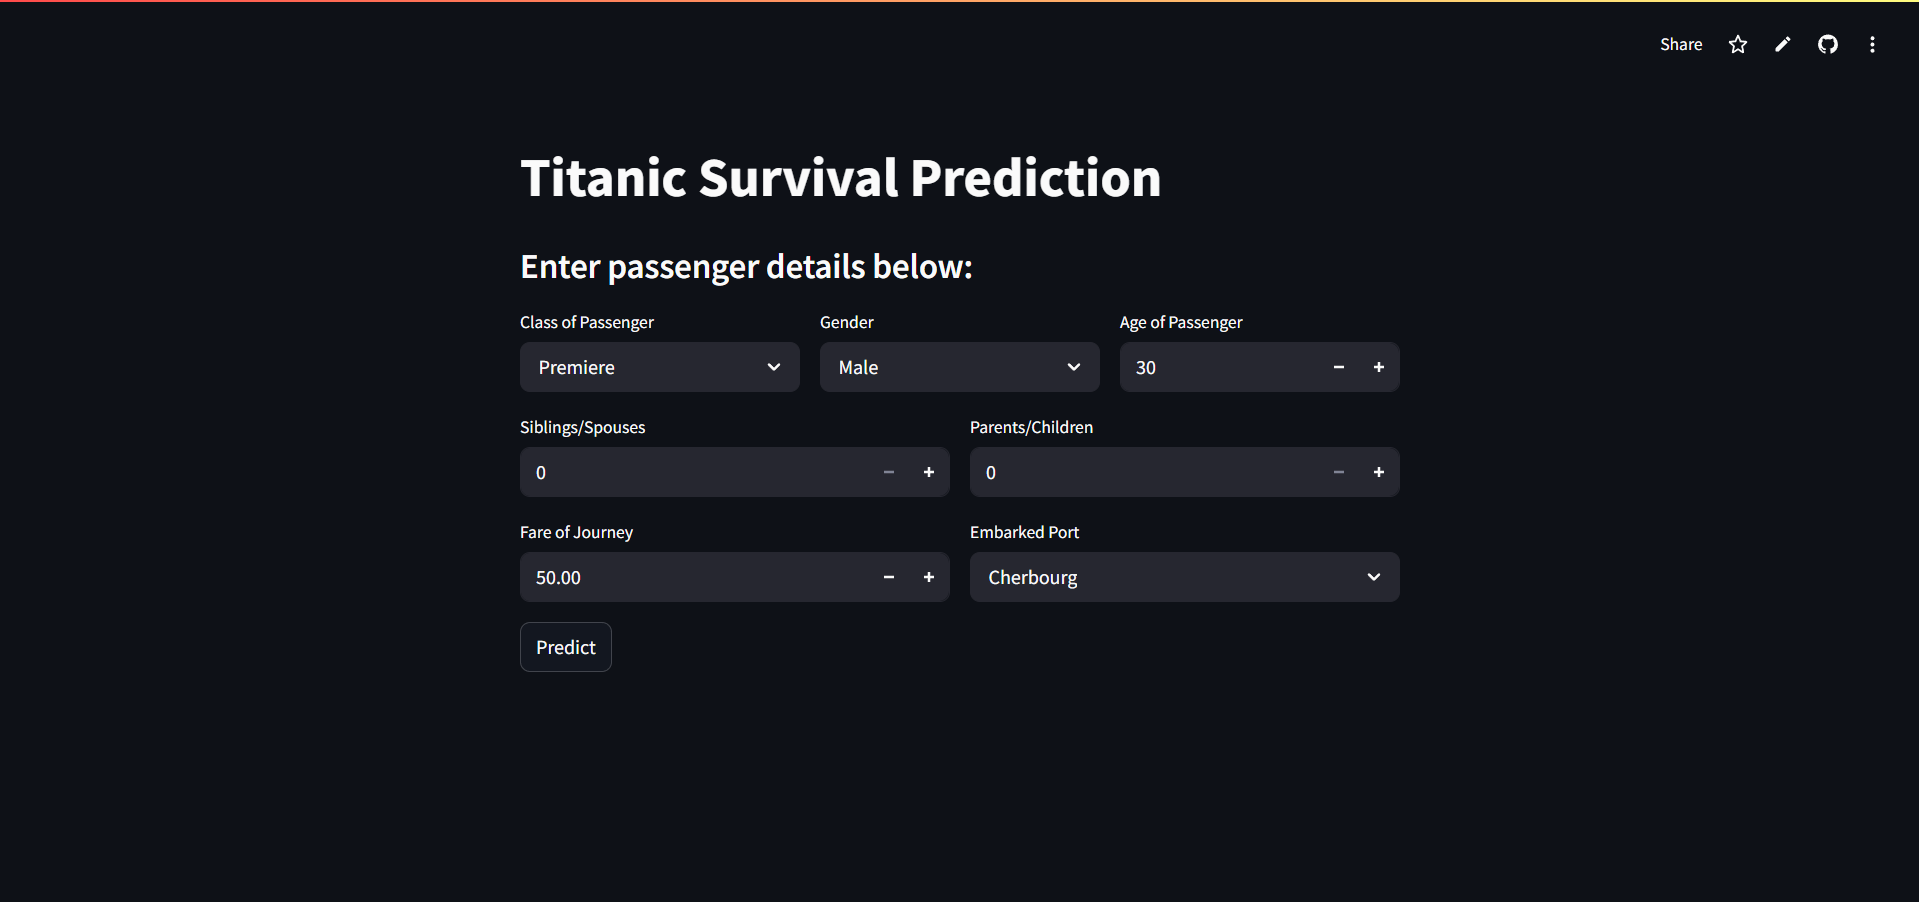 Share
Titanic Survival Prediction
Enter passenger details below:
Class of Passenger Gender Age of Passenger
Premiere Male 30
Siblings/Spouses Parents/Children
0 0
Fare of Journey Embarked Port
50.00 Cherbourg
Predict